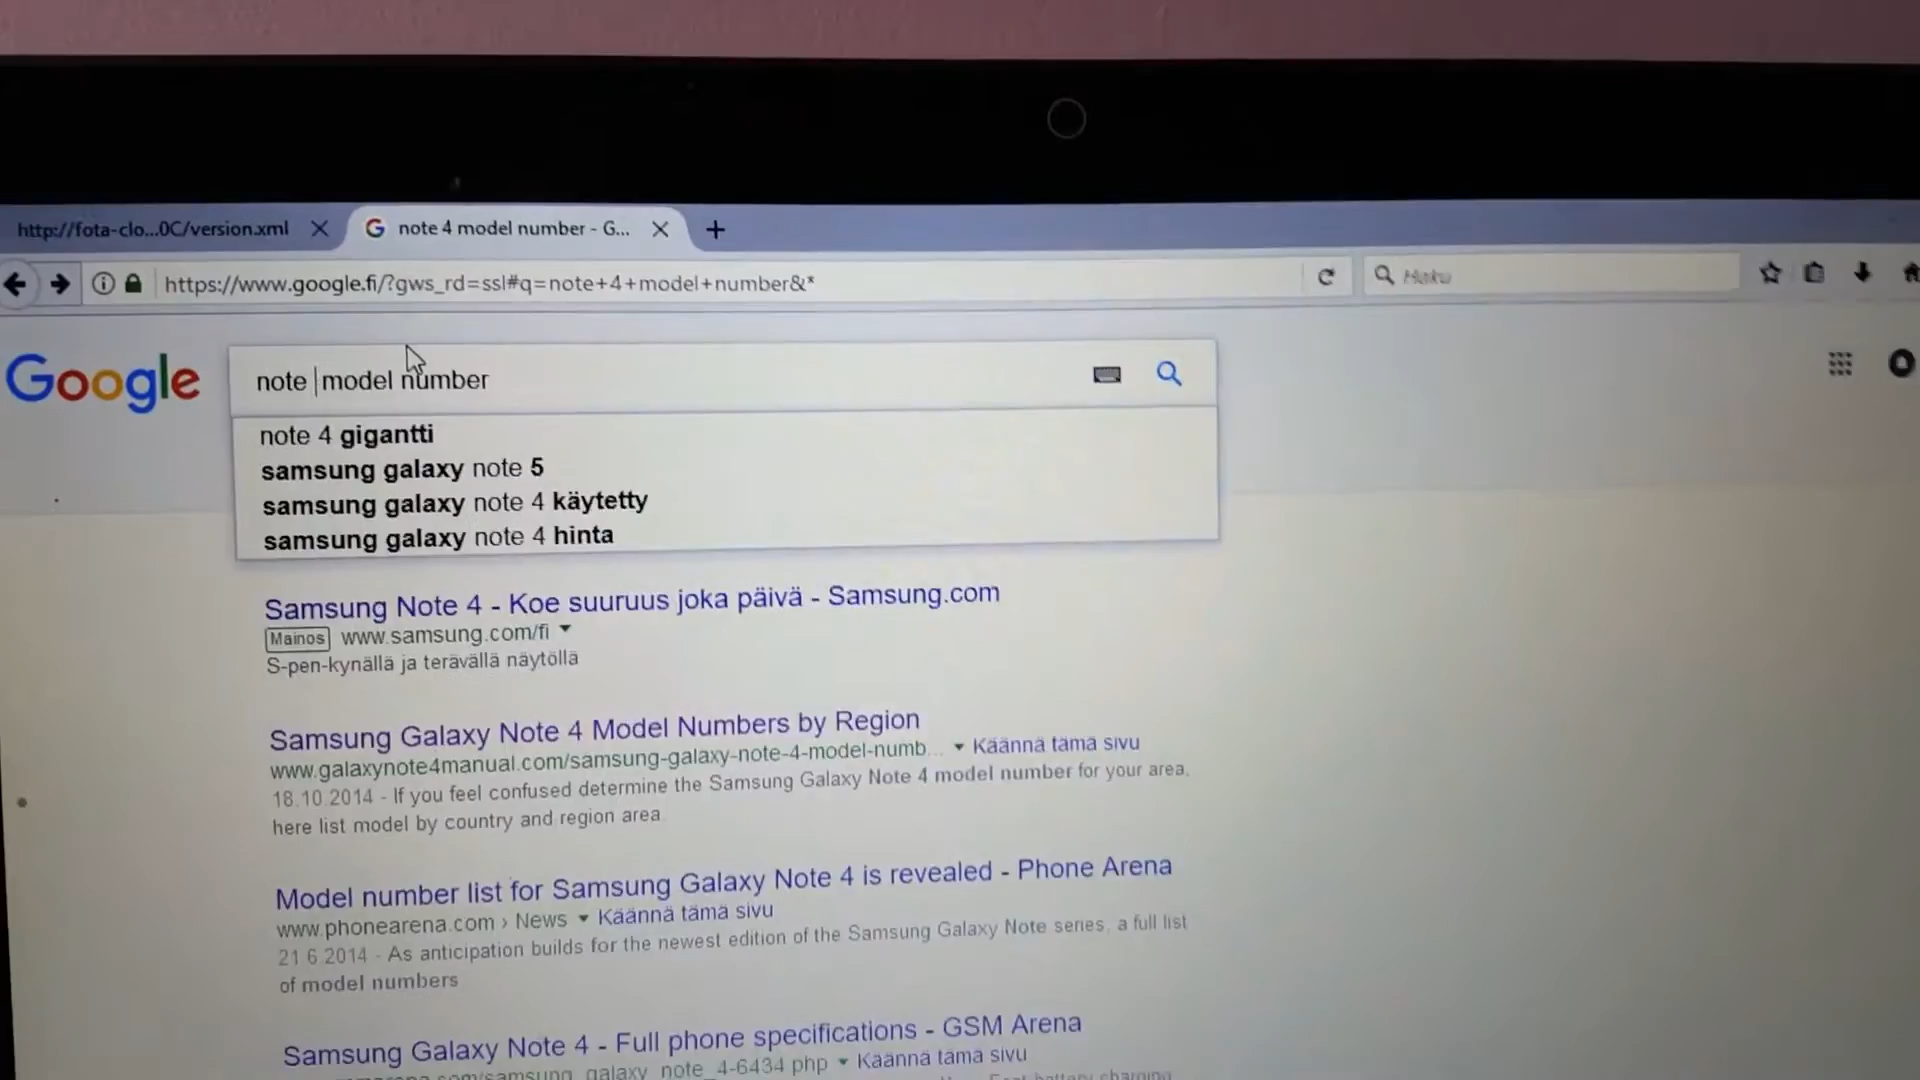 http://fota-clo...0C/version.xml
note 4 model number - G...
https://www.google.fi/?gws_rd=ssl#q=note+4+model+number&*
Haku
Google
note model number
note 4 gigantti
samsung galaxy note 5
samsung galaxy note 4 käytetty
samsung galaxy note 4 hinta
Samsung Note 4 - Koe suuruus joka päivä - Samsung.com
Mainos www.samsung.com/fi
S-pen-kynällä ja terävällä näytöllä
Samsung Galaxy Note 4 Model Numbers by Region
www.galaxynote4manual.com/samsung-galaxy-note-4-model-numb... Käännä tämä sivu
18.10.2014 - If you feel confused determine the Samsung Galaxy Note 4 model number for your area,
here list model by country and region area
Model number list for Samsung Galaxy Note 4 is revealed - Phone Arena
www.phonearena.com › News Käännä tämä sivu
21.6.2014 - As anticipation builds for the newest edition of the Samsung Galaxy Note series, a full list
of model numbers
Samsung Galaxy Note 4 - Full phone specifications - GSM Arena
samsung_galaxy_note_4-6434.php Käännä tämä sivu